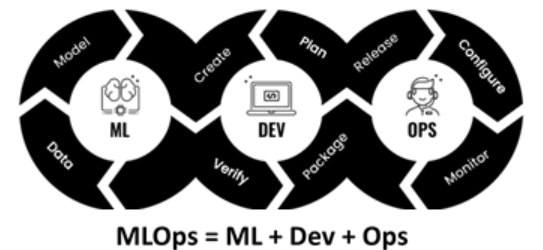 Model
Create
Plan
Release
Configure
ML
DEV
OPS
Data
Verify
Package
Monitor
MLOps = ML + Dev + Ops